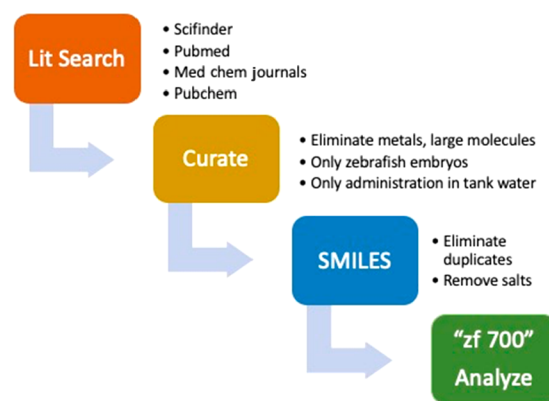 Lit Search
• Scifinder
• Pubmed
• Med chem journals
• Pubchem
Curate
• Eliminate metals, large molecules
• Only zebrafish embryos
• Only administration in tank water
SMILES
• Eliminate
duplicates
• Remove salts
“zf 700”
Analyze